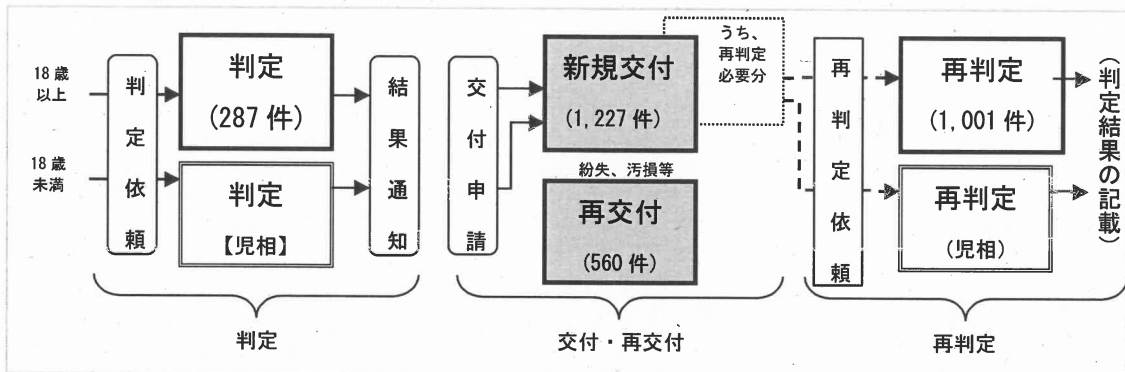 18歳
以上
18歳
未満
判定依頼
判定
(287件)
判定
【児相】
結果通知
判定
交付申請
新規交付
(1,227件)
紛失、汚損等
再交付
(560件)
うち、
再判定
必要分
交付・再交付
再判定依頼
再判定
(1,001件)
再判定
(児相)
(判定結果の記載)
再判定